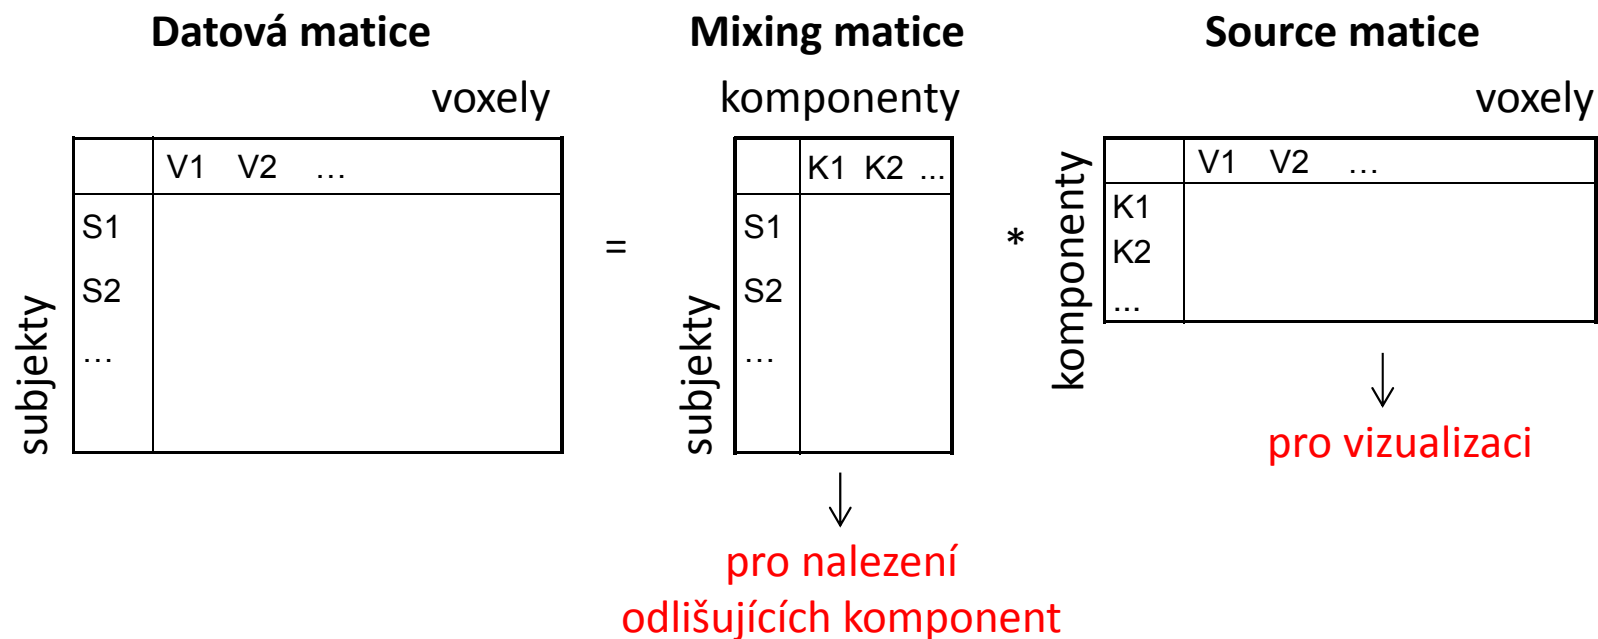 Datová matice
Mixing matice
Source matice
voxely
komponenty
voxely
V1 V2 …
S1
S2
…
subjekty
=
K1 K2 ...
S1
S2
…
subjekty
*
komponenty
V1 V2 …
K1
K2
...
pro vizualizaci
pro nalezení
odlišujících komponent